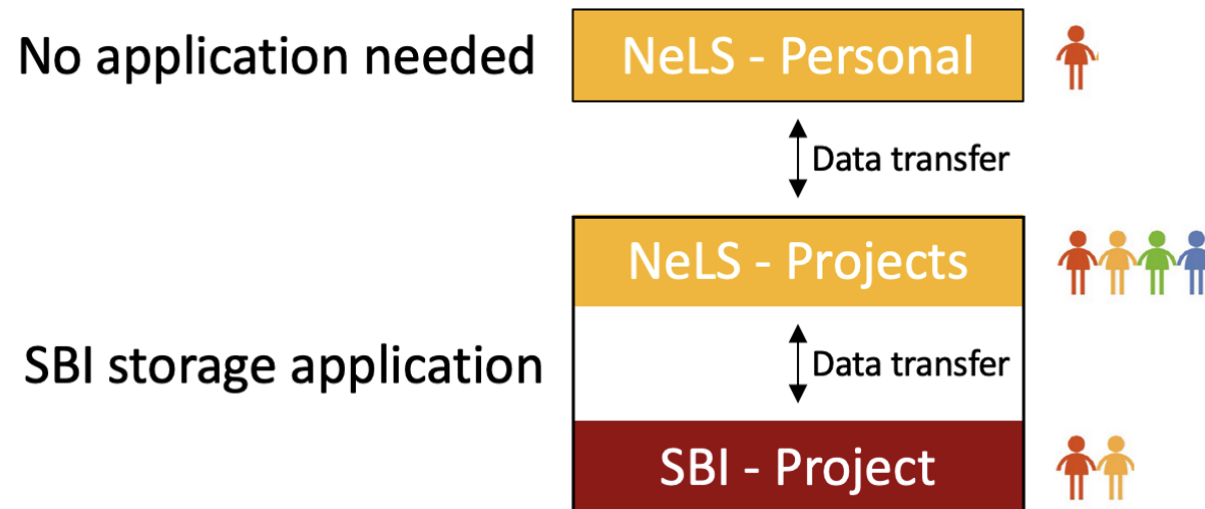 No application needed
NeLS - Personal
Data transfer
NeLS - Projects
SBI storage application
Data transfer
SBI - Project